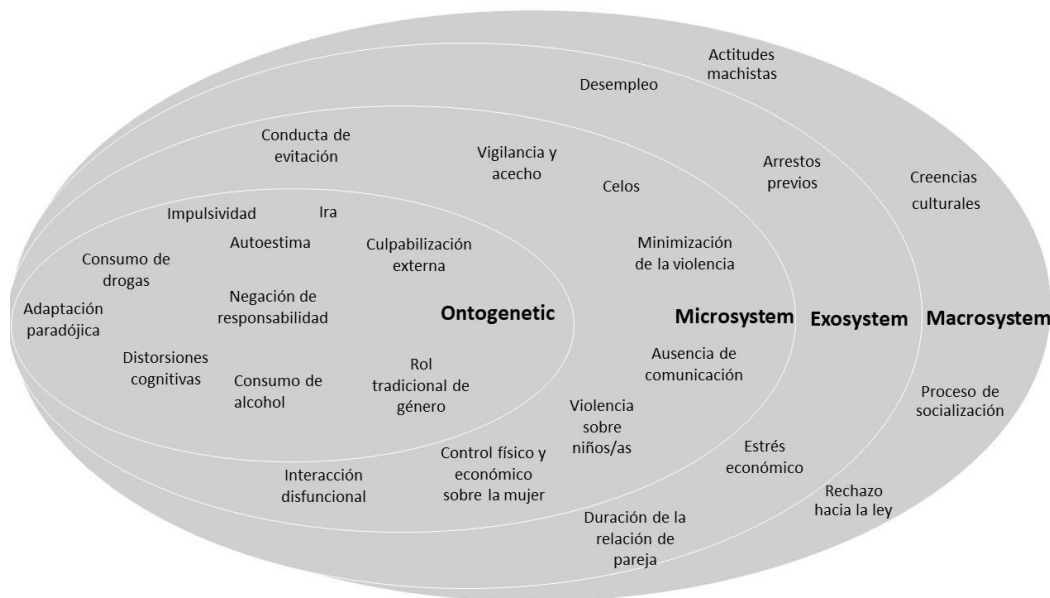 Actitudes
machistas
Desempleo
Conducta de
evitación
Vigilancia y
acecho
Arrestos
previos
Celos
Creencias
culturales
Impulsividad
Ira
Autoestima
Culpabilización
externa
Minimización
de la violencia
Consumo de
drogas
Negación de
responsabilidad
Adaptación
paradójica
Ontogenetic
Microsystem
Exosystem
Macrosystem
Distorsiones
cognitivas
Consumo de
alcohol
Rol
tradicional de
género
Ausencia de
comunicación
Proceso de
socialización
Violencia
sobre
niños/as
Control físico y
económico
sobre la mujer
Estrés
económico
Interacción
disfuncional
Rechazo
hacia la ley
Duración de la
relación de
pareja